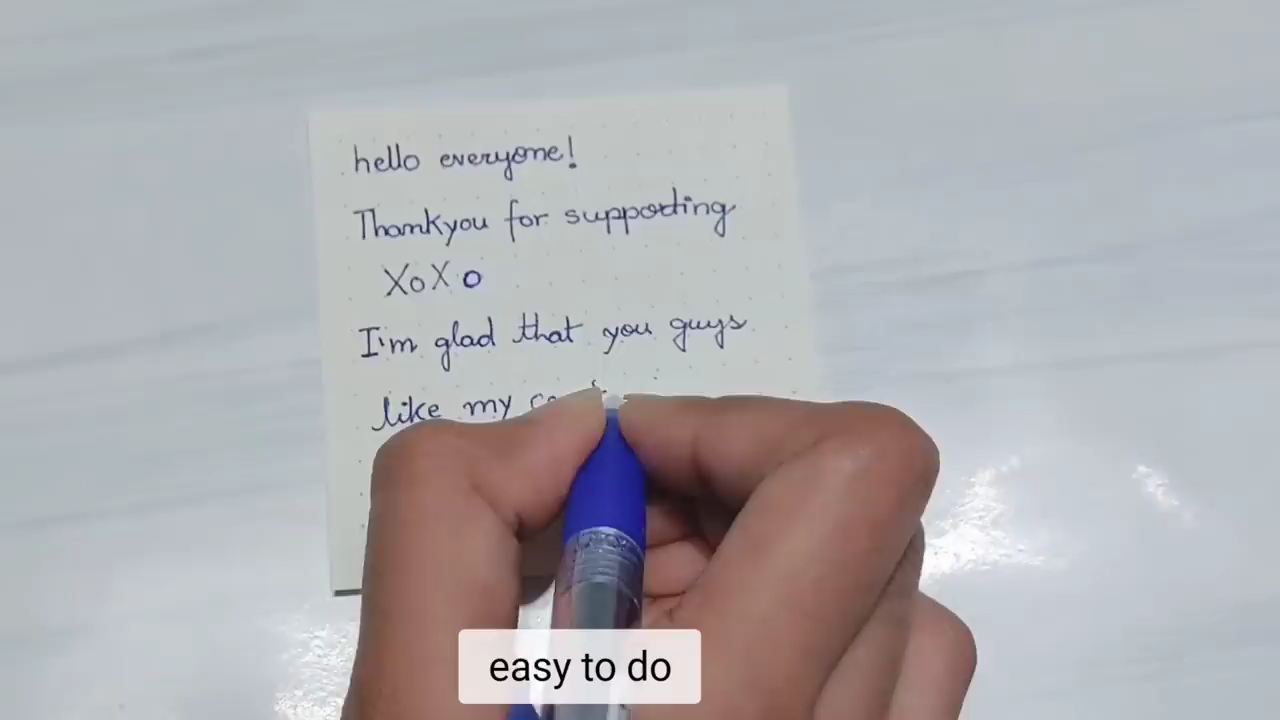 hello everyone!
Thankyou for supporting
XoXo
I'm glad that you guys
like my
easy to do